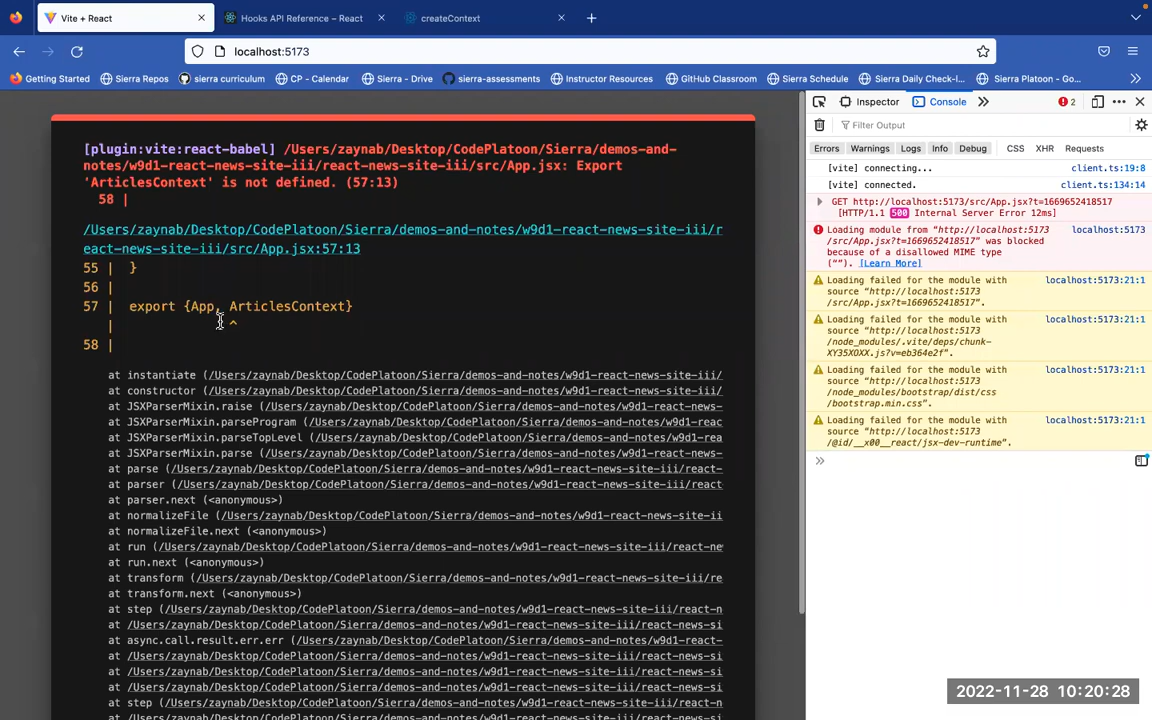 Vite + React
Hooks API Reference – React
createContext
localhost:5173
Getting Started
Sierra Repos
sierra curriculum
CP - Calendar
Sierra - Drive
sierra-assessments
Instructor Resources
GitHub Classroom
Sierra Schedule
Sierra Daily Check-I...
Sierra Platoon - Go...
[plugin:vite:react-babel] /Users/zaynab/Desktop/CodePlatoon/Sierra/demos-and-
notes/w9d1-react-news-site-iii/react-news-site-iii/src/App.jsx: Export
'ArticlesContext' is not defined. (57:13)
58 |
/Users/zaynab/Desktop/CodePlatoon/Sierra/demos-and-notes/w9d1-react-news-site-iii/r
eact-news-site-iii/src/App.jsx:57:13
55 | }
56 |
57 | export {App, ArticlesContext}
| ^
58 |
at instantiate (/Users/zaynab/Desktop/CodePlatoon/Sierra/demos-and-notes/w9d1-react-news-site-iii/
at constructor (/Users/zaynab/Desktop/CodePlatoon/Sierra/demos-and-notes/w9d1-react-news-site-iii/
at JSXParserMixin.raise (/Users/zaynab/Desktop/CodePlatoon/Sierra/demos-and-notes/w9d1-react-news-
at JSXParserMixin.parseProgram (/Users/zaynab/Desktop/CodePlatoon/Sierra/demos-and-notes/w9d1-reac
at JSXParserMixin.parseTopLevel (/Users/zaynab/Desktop/CodePlatoon/Sierra/demos-and-notes/w9d1-rea
at JSXParserMixin.parse (/Users/zaynab/Desktop/CodePlatoon/Sierra/demos-and-notes/w9d1-react-news-
at parse (/Users/zaynab/Desktop/CodePlatoon/Sierra/demos-and-notes/w9d1-react-news-site-iii/react-
at parser (/Users/zaynab/Desktop/CodePlatoon/Sierra/demos-and-notes/w9d1-react-news-site-iii/react
at parser.next (<anonymous>)
at normalizeFile (/Users/zaynab/Desktop/CodePlatoon/Sierra/demos-and-notes/w9d1-react-news-site-ii
at normalizeFile.next (<anonymous>)
at run (/Users/zaynab/Desktop/CodePlatoon/Sierra/demos-and-notes/w9d1-react-news-site-iii/react-ne
at run.next (<anonymous>)
at transform (/Users/zaynab/Desktop/CodePlatoon/Sierra/demos-and-notes/w9d1-react-news-site-iii/re
at transform.next (<anonymous>)
at step (/Users/zaynab/Desktop/CodePlatoon/Sierra/demos-and-notes/w9d1-react-news-site-iii/react-n
at async.call.result.err.err (/Users/zaynab/Desktop/CodePlatoon/Sierra/demos-and-notes/w9d1-react-
at /Users/zaynab/Desktop/CodePlatoon/Sierra/demos-and-notes/w9d1-react-news-site-iii/react-news-si
at /Users/zaynab/Desktop/CodePlatoon/Sierra/demos-and-notes/w9d1-react-news-site-iii/react-news-si
at /Users/zaynab/Desktop/CodePlatoon/Sierra/demos-and-notes/w9d1-react-news-site-iii/react-news-si
at step (/Users/zaynab/Desktop/CodePlatoon/Sierra/demos-and-notes/w9d1-react-news-site-iii/react-n
Inspector
Console
2
Filter Output
Errors
Warnings
Logs
Info
Debug
CSS
XHR
Requests
[vite] connecting... client.ts:19:8
[vite] connected. client.ts:134:14
GET http://localhost:5173/src/App.jsx?t=1669652418517
[HTTP/1.1 500 Internal Server Error 12ms]
Loading module from “http://localhost:5173 localhost:5173
/src/App.jsx?t=1669652418517” was blocked
because of a disallowed MIME type
(“”). [Learn More]
Loading failed for the module with localhost:5173:21:1
source “http://localhost:5173
/src/App.jsx?t=1669652418517”.
Loading failed for the module with localhost:5173:21:1
source “http://localhost:5173
/node_modules/.vite/deps/chunk-
XY35XOXX.js?v=eb364e2f”.
Loading failed for the module with localhost:5173:21:1
source “http://localhost:5173
/node_modules/bootstrap/dist/css
/bootstrap.min.css”.
Loading failed for the module with localhost:5173:21:1
source “http://localhost:5173
/@id/__x00__react/jsx-dev-runtime”.
2022-11-28 10:20:28